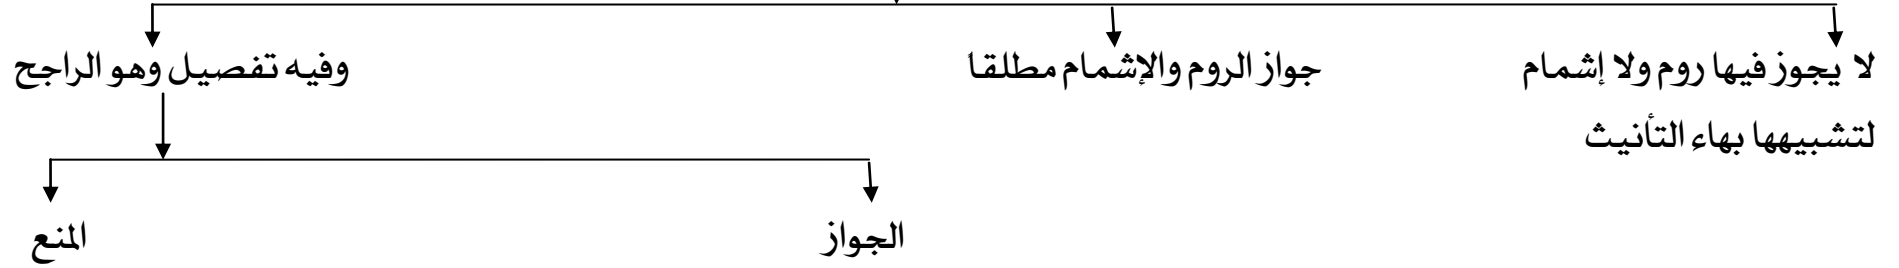 لا يجوز فيها روم ولا إشمام
لتشبيهها بهاء التأنيث
جواز الروم والإشمام مطلقا
وفيه تفصيل وهو الراجح
الجواز
المنع